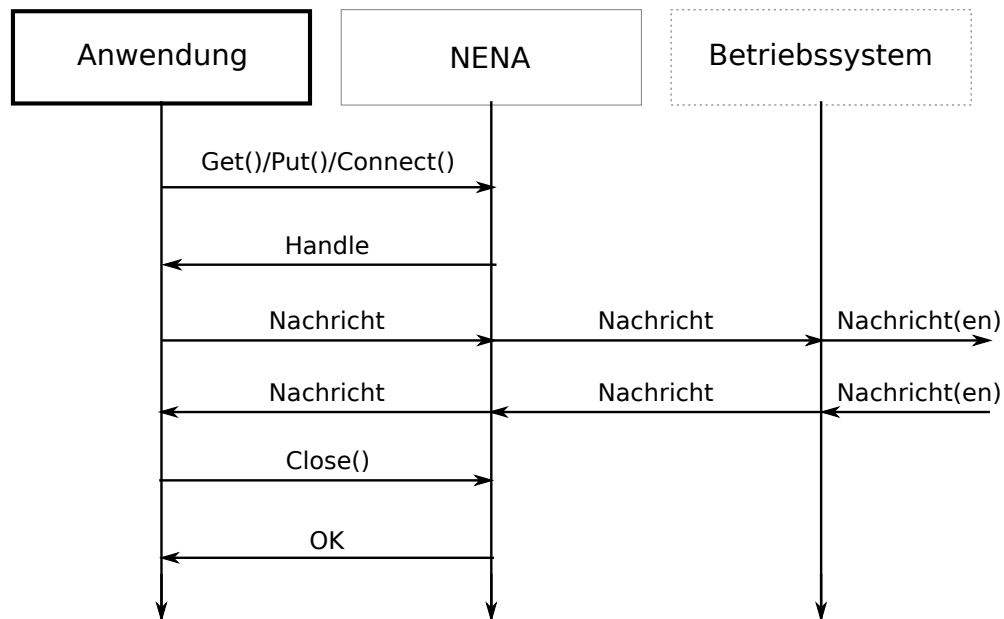 Anwendung
NENA
Betriebssystem
Get()/Put()/Connect()
Handle
Nachricht
Nachricht
Nachricht(en)
Nachricht
Nachricht
Nachricht(en)
Close()
OK